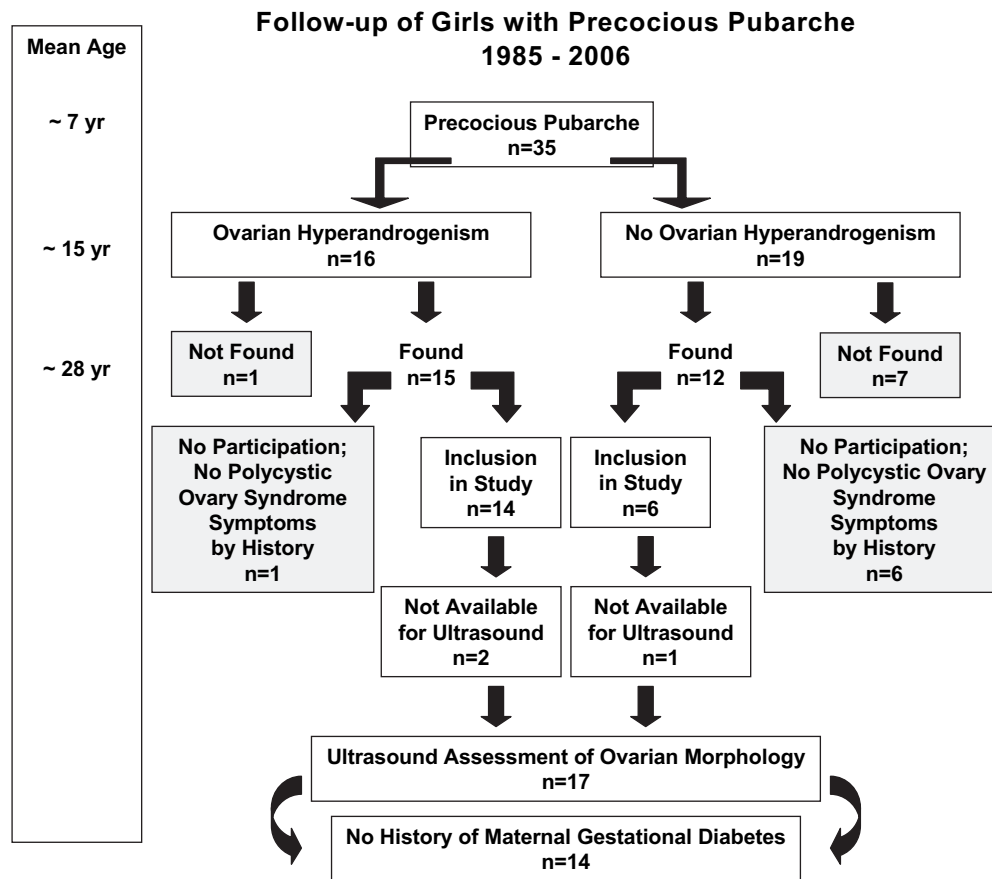 Follow-up of Girls with Precocious Pubarche
1985 - 2006
Mean Age
~ 7 yr
Precocious Pubarche
n=35
~ 15 yr
Ovarian Hyperandrogenism
n=16
No Ovarian Hyperandrogenism
n=19
~ 28 yr
Not Found
n=1
Found
n=15
Found
n=12
Not Found
n=7
No Participation;
No Polycystic
Ovary Syndrome
Symptoms
by History
n=1
Inclusion
in Study
n=14
Inclusion
in Study
n=6
No Participation;
No Polycystic Ovary
Syndrome
Symptoms
by History
n=6
Not Available
for Ultrasound
n=2
Not Available
for Ultrasound
n=1
Ultrasound Assessment of Ovarian Morphology
n=17
No History of Maternal Gestational Diabetes
n=14